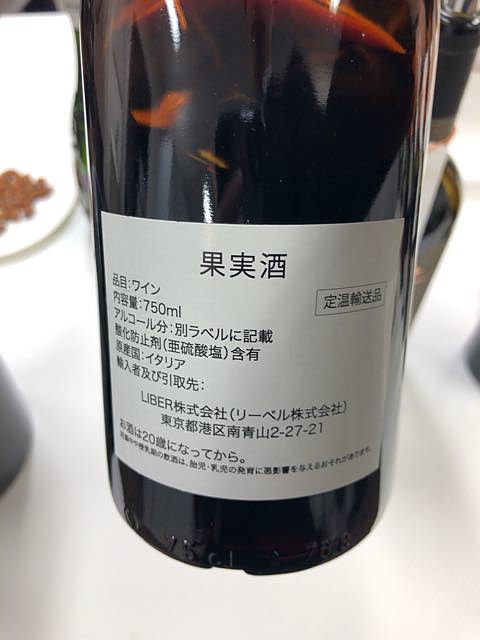 果実酒
品目：ワイン
内容量：750ml
定温輸送品
アルコール分：別ラベルに記載
酸化防止剤（亜硫酸塩）含有
原産国：イタリア
輸入者及び引取先：
LIBER株式会社（リーベル株式会社）
東京都港区南青山2-27-21
お酒は20歳になってから。
妊娠中や授乳期の飲酒は、胎児・乳児の発育に悪影響を与えるおそれがあります。
75cl